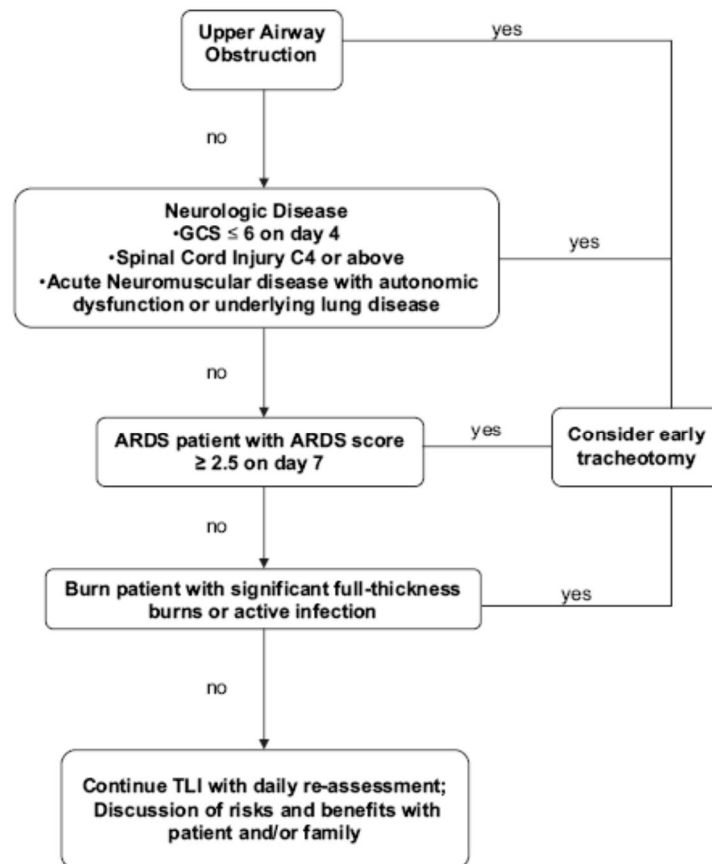 Upper Airway
Obstruction
yes
no
Neurologic Disease
•GCS ≤ 6 on day 4
•Spinal Cord Injury C4 or above
•Acute Neuromuscular disease with autonomic
dysfunction or underlying lung disease
yes
no
ARDS patient with ARDS score
≥ 2.5 on day 7
yes
Consider early
tracheotomy
no
Burn patient with significant full-thickness
burns or active infection
yes
no
Continue TLI with daily re-assessment;
Discussion of risks and benefits with
patient and/or family